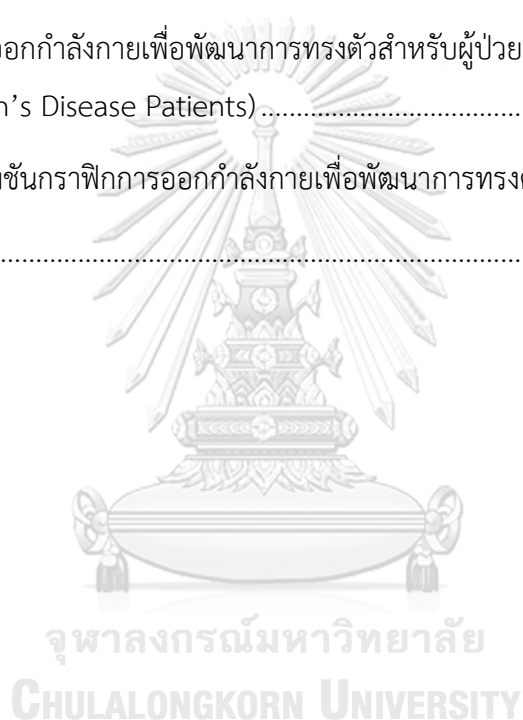 อกกำลังกายเพื่อพัฒนาการทรงตัวสำหรับผู้ป่วย
n's Disease Patients) ..........................................
ชันกราฟิกการออกกำลังกายเพื่อพัฒนาการทรงต
................................................................................
จุฬาลงกรณ์มหาวิทยาลัย
CHULALONGKORN UNIVERSITY